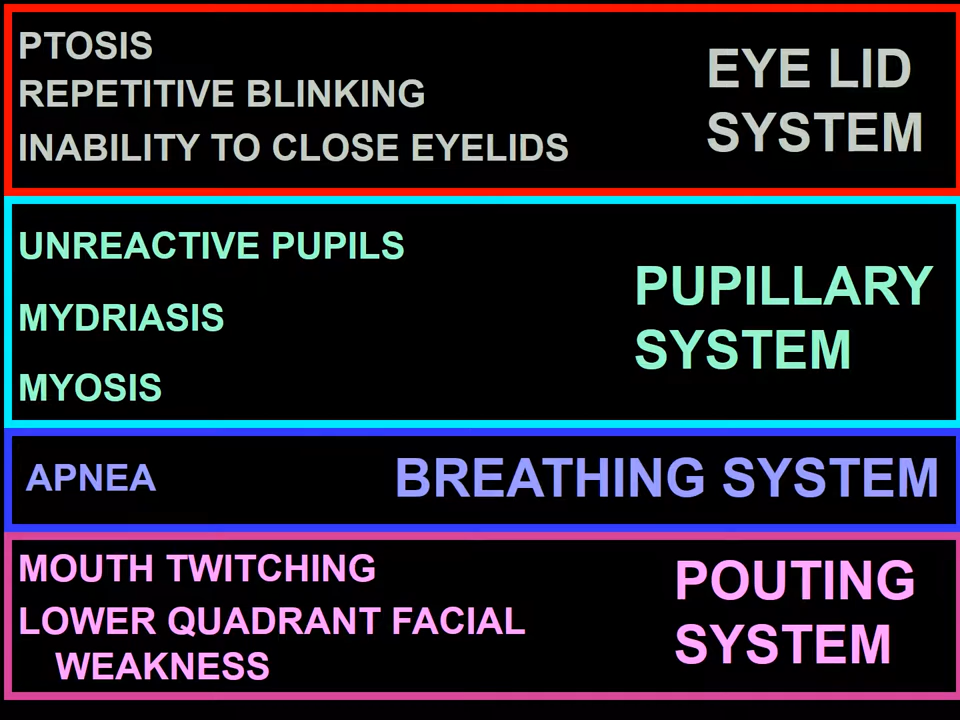 PTOSIS
REPETITIVE BLINKING
INABILITY TO CLOSE EYELIDS
EYE LID
SYSTEM
UNREACTIVE PUPILS
MYDRIASIS
MYOSIS
PUPILLARY
SYSTEM
APNEA
BREATHING SYSTEM
MOUTH TWITCHING
LOWER QUADRANT FACIAL
WEAKNESS
POUTING
SYSTEM